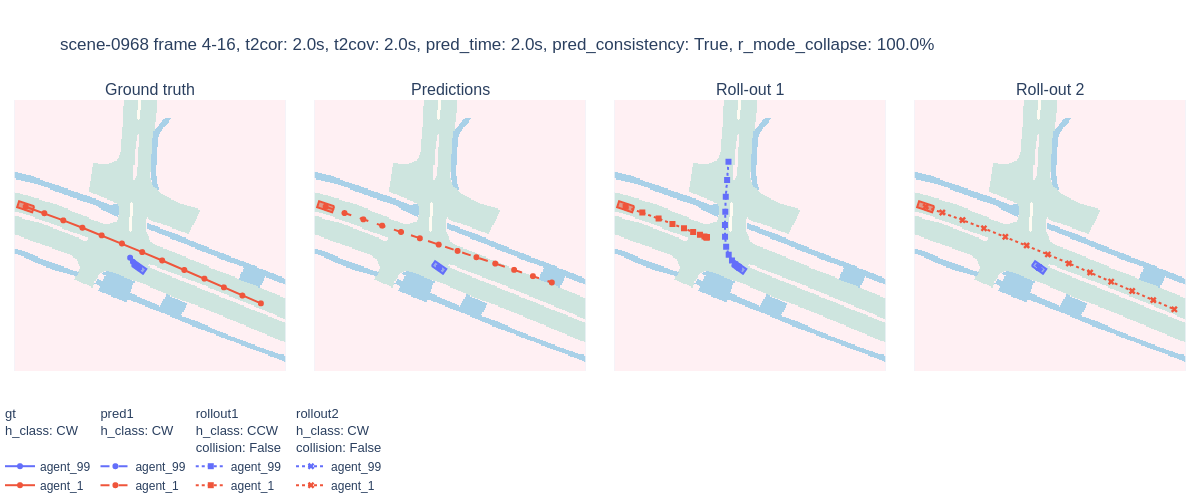 scene-0968 frame 4-16, t2cor: 2.0s, t2cov: 2.0s, pred_time: 2.0s, pred_consistency: True, r_mode_collapse: 100.0%
Ground truth
Predictions
Roll-out 1
Roll-out 2
gt
h_class: CW
agent_99
agent_1
pred1
h_class: CW
agent_99
agent_1
rollout1
h_class: CCW
collision: False
agent_99
agent_1
rollout2
h_class: CW
collision: False
agent_99
agent_1